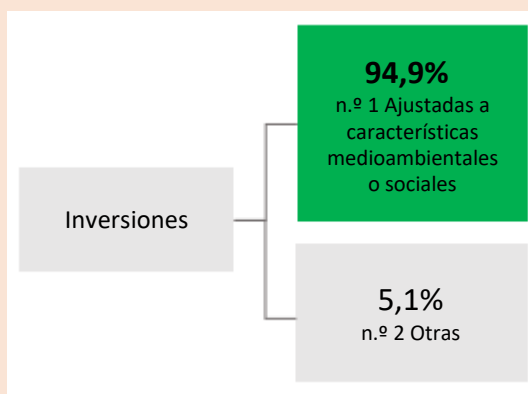 94,9%
n.º 1 Ajustadas a
características
medioambientales
o sociales
Inversiones
5,1%
n.º 2 Otras